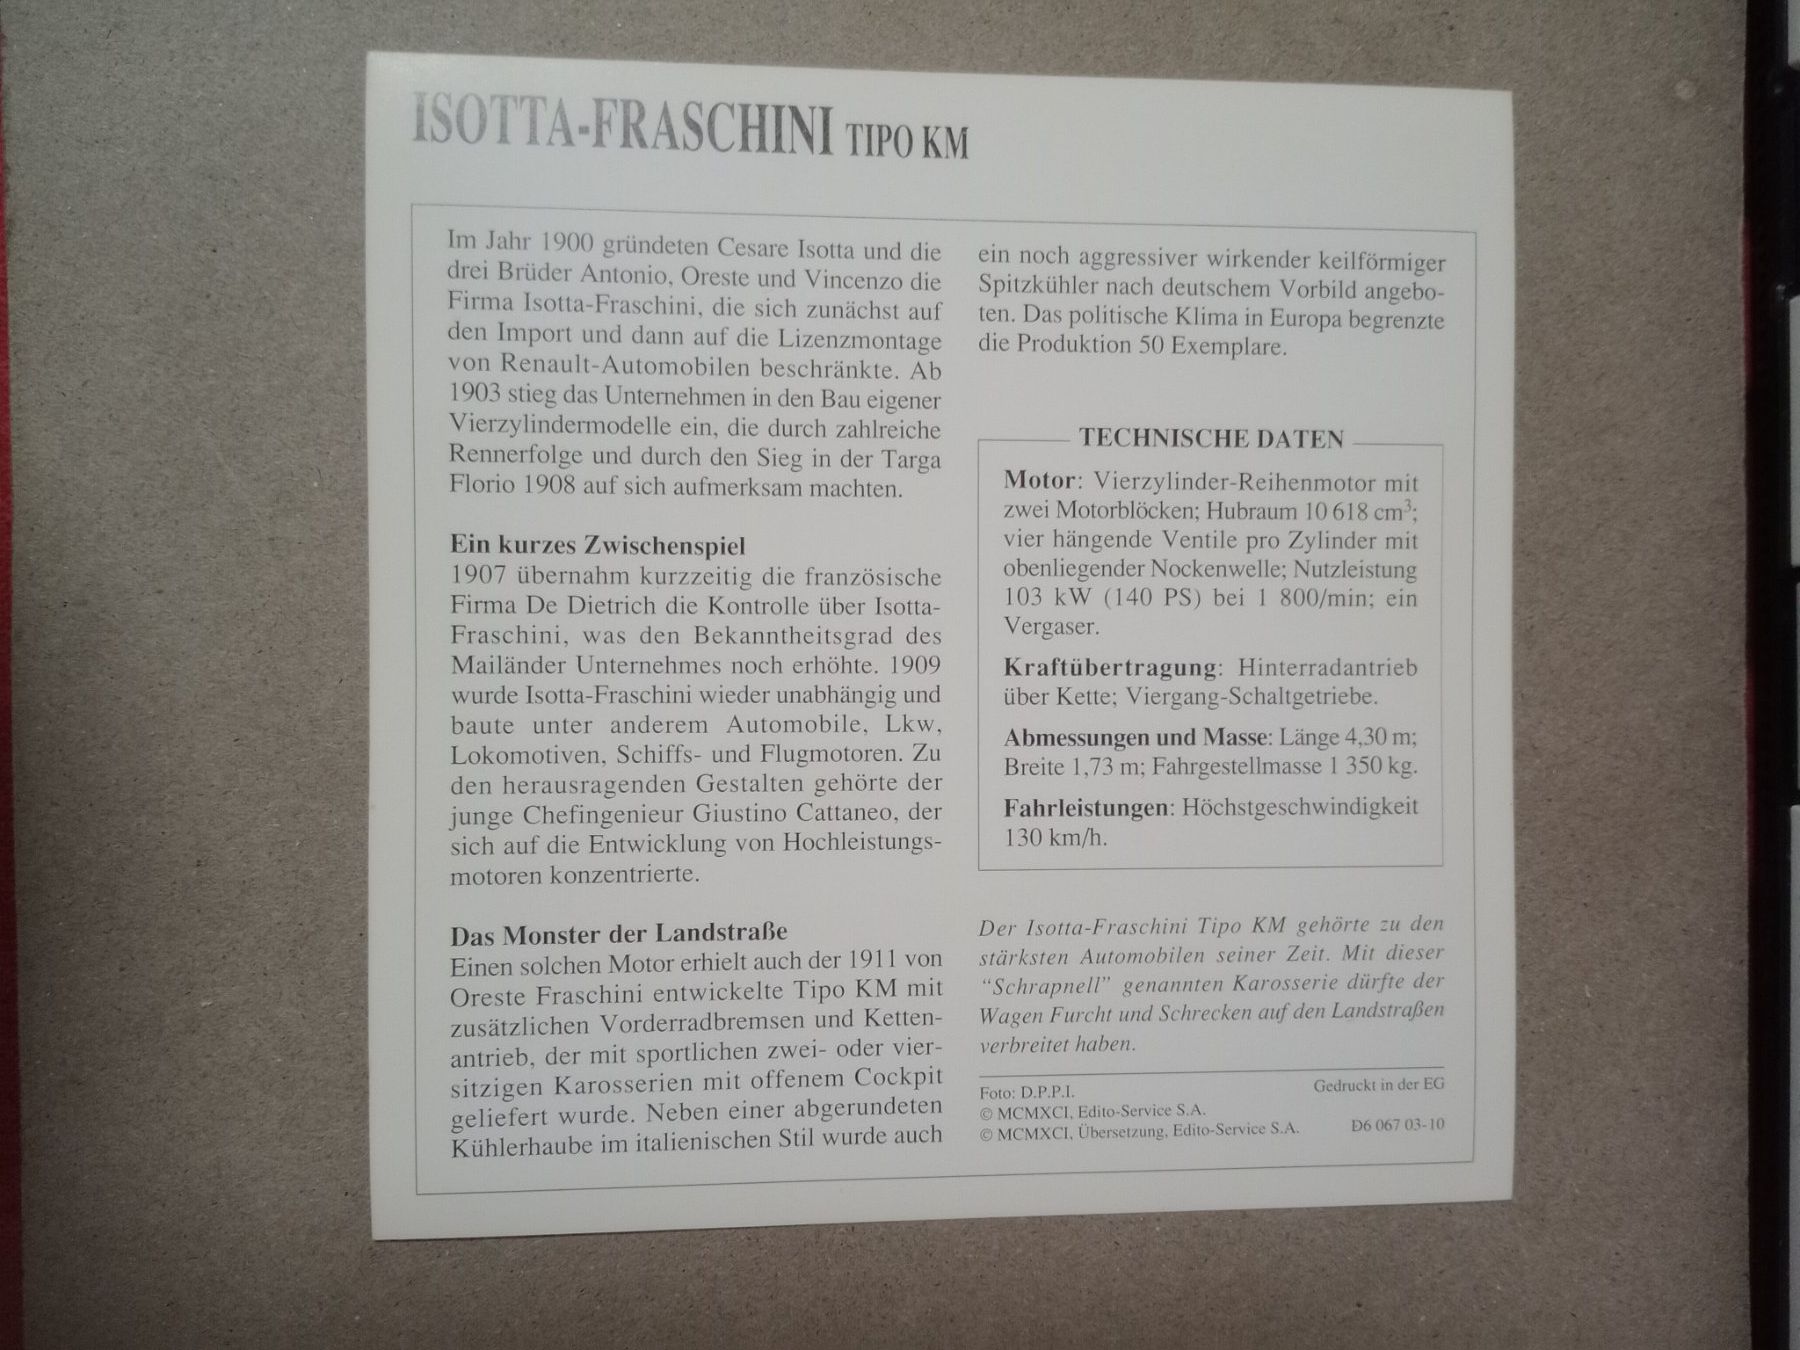 ISOTTA-FRASCHINI TIPO KM
Im Jahr 1900 gründeten Cesare Isotta und die
drei Brüder Antonio, Oreste und Vincenzo die
Firma Isotta-Fraschini, die sich zunächst auf
den Import und dann auf die Lizenzmontage
von Renault-Automobilen beschränkte. Ab
1903 stieg das Unternehmen in den Bau eigener
Vierzylindermodelle ein, die durch zahlreiche
Rennerfolge und durch den Sieg in der Targa
Florio 1908 auf sich aufmerksam machten.
Ein kurzes Zwischenspiel
1907 übernahm kurzzeitig die französische
Firma De Dietrich die Kontrolle über Isotta-
Fraschini, was den Bekanntheitsgrad des
Mailänder Unternehmes noch erhöhte. 1909
wurde Isotta-Fraschini wieder unabhängig und
baute unter anderem Automobile, Lkw,
Lokomotiven, Schiffs- und Flugmotoren. Zu
den herausragenden Gestalten gehörte der
junge Chefingenieur Giustino Cattaneo, der
sich auf die Entwicklung von Hochleistungs-
motoren konzentrierte.
Das Monster der Landstraße
Einen solchen Motor erhielt auch der 1911 von
Oreste Fraschini entwickelte Tipo KM mit
zusätzlichen Vorderradbremsen und Ketten-
antrieb, der mit sportlichen zwei- oder vier-
sitzigen Karosserien mit offenem Cockpit
geliefert wurde. Neben einer abgerundeten
Kühlerhaube im italienischen Stil wurde auch
ein noch aggressiver wirkender keilförmiger
Spitzkühler nach deutschem Vorbild angebo-
ten. Das politische Klima in Europa begrenzte
die Produktion 50 Exemplare.
TECHNISCHE DATEN
Motor: Vierzylinder-Reihenmotor mit
zwei Motorblöcken; Hubraum 10 618 cm³;
vier hängende Ventile pro Zylinder mit
obenliegender Nockenwelle; Nutzleistung
103 kW (140 PS) bei 1 800/min; ein
Vergaser.
Kraftübertragung: Hinterradantrieb
über Kette; Viergang-Schaltgetriebe.
Abmessungen und Masse: Länge 4,30 m;
Breite 1,73 m; Fahrgestellmasse 1 350 kg.
Fahrleistungen: Höchstgeschwindigkeit
130 km/h.
Der Isotta-Fraschini Tipo KM gehörte zu den
stärksten Automobilen seiner Zeit. Mit dieser
“Schrapnell” genannten Karosserie dürfte der
Wagen Furcht und Schrecken auf den Landstraßen
verbreitet haben.
Foto: D.P.P.I. Gedruckt in der EG
© MCMXCI, Edito-Service S.A.
© MCMXCI, Übersetzung, Edito-Service S.A. D6 067 03-10